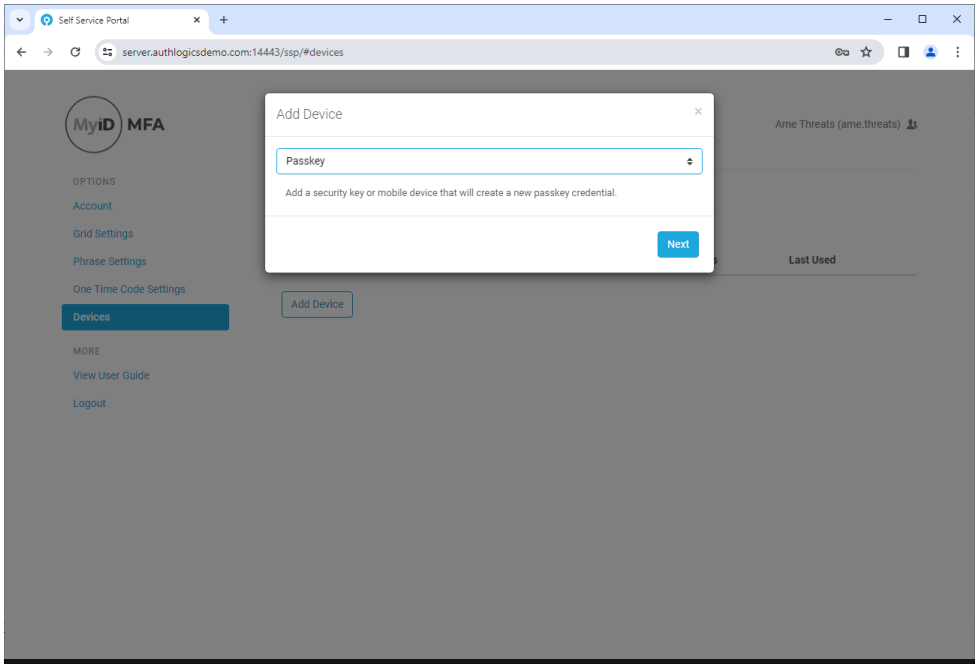 Self Service Portal
server.authlogicsdemo.com:14443/ssp/#devices
MyiD MFA
Ame Threats (ame.threats)
Add Device
Passkey
Add a security key or mobile device that will create a new passkey credential.
Next
OPTIONS
Account
Grid Settings
Phrase Settings
One Time Code Settings
Devices
MORE
View User Guide
Logout
Last Used
Add Device